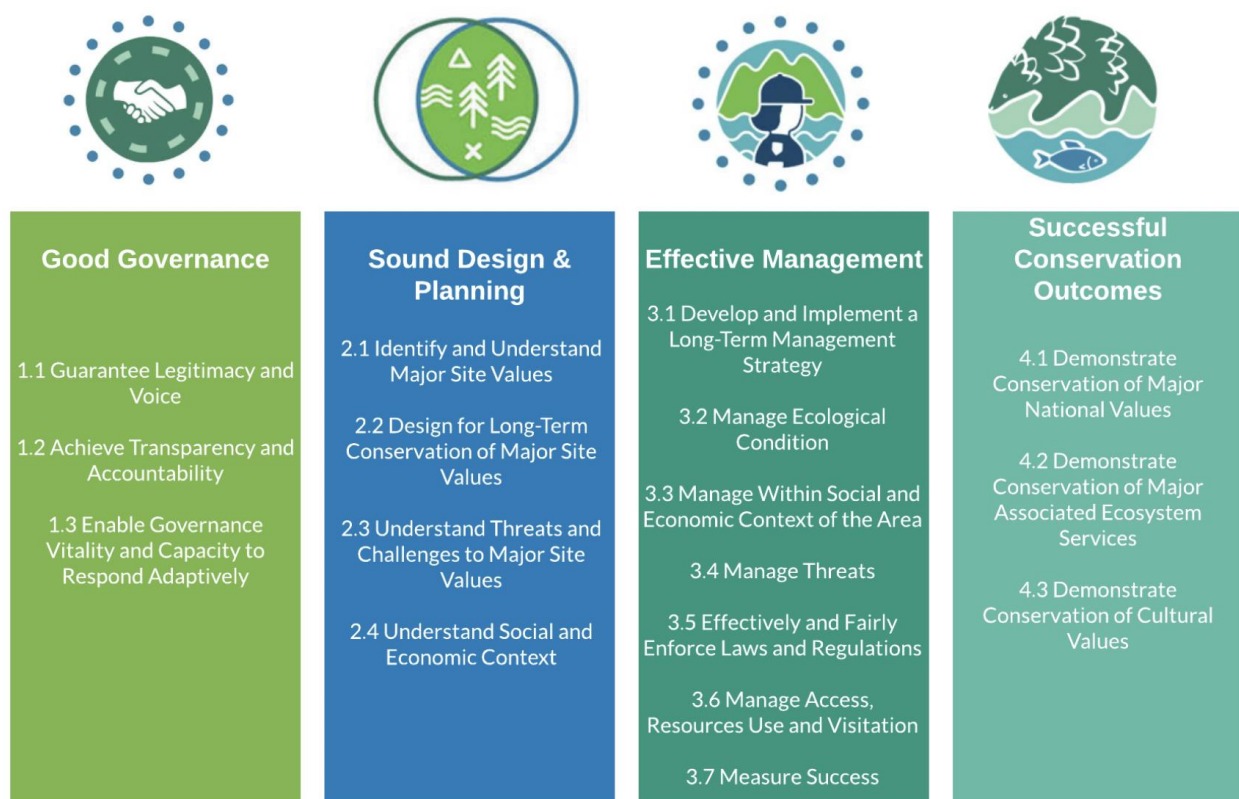 Good Governance
1.1 Guarantee Legitimacy and
Voice
1.2 Achieve Transparency and
Accountability
1.3 Enable Governance
Vitality and Capacity to
Respond Adaptively
Sound Design &
Planning
2.1 Identify and Understand
Major Site Values
2.2 Design for Long-Term
Conservation of Major Site
Values
2.3 Understand Threats and
Challenges to Major Site
Values
2.4 Understand Social and
Economic Context
Effective Management
3.1 Develop and Implement a
Long-Term Management
Strategy
3.2 Manage Ecological
Condition
3.3 Manage Within Social and
Economic Context of the Area
3.4 Manage Threats
3.5 Effectively and Fairly
Enforce Laws and Regulations
3.6 Manage Access,
Resources Use and Visitation
3.7 Measure Success
Successful
Conservation
Outcomes
4.1 Demonstrate
Conservation of Major
National Values
4.2 Demonstrate
Conservation of Major
Associated Ecosystem
Services
4.3 Demonstrate
Conservation of Cultural
Values